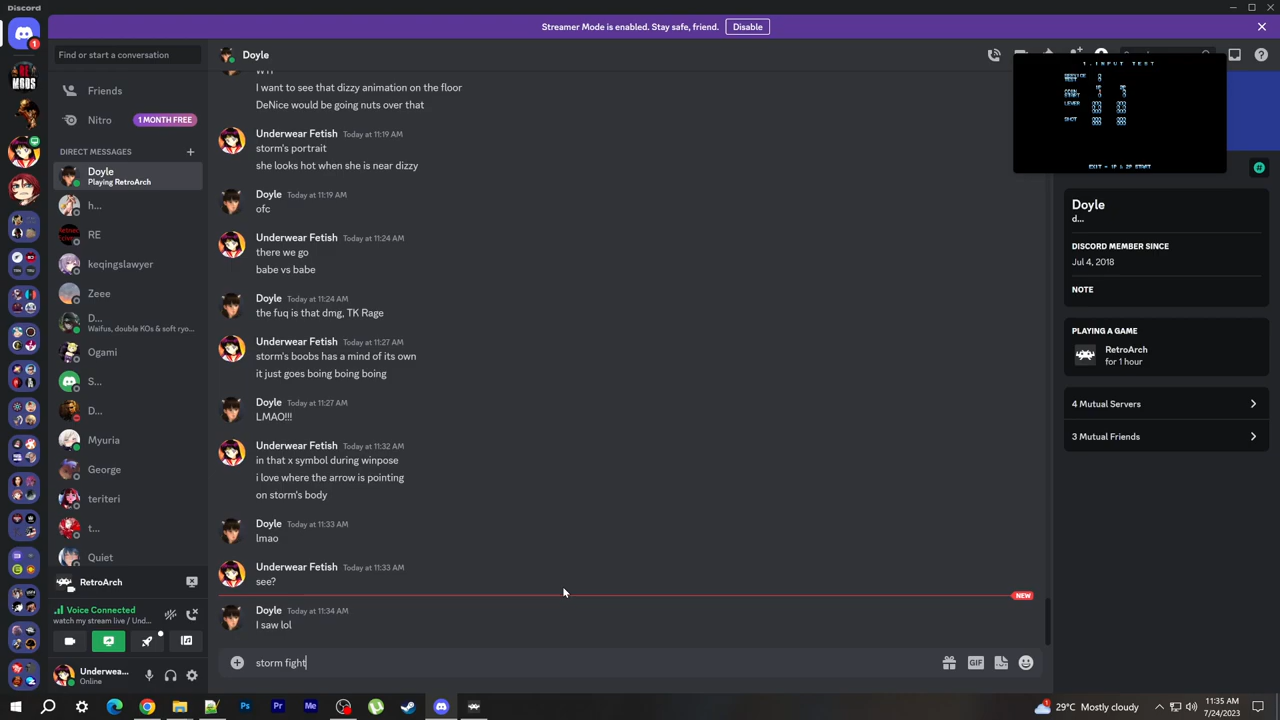 Discord
Streamer Mode is enabled. Stay safe, friend.
Disable
Find or start a conversation
Friends
Nitro
1 MONTH FREE
DIRECT MESSAGES
Doyle
Playing RetroArch
h...
RE
keqingslawyer
Zeee
D...
Waifus, double KOs & soft ryo...
Ogami
S...
D...
Myuria
George
teriteri
t...
Quiet
RetroArch
Voice Connected
watch my stream live / Und...
Underwea...
Online
Doyle
I want to see that dizzy animation on the floor
DeNice would be going nuts over that
Underwear Fetish Today at 11:19 AM
storm's portrait
she looks hot when she is near dizzy
Doyle Today at 11:19 AM
ofc
Underwear Fetish Today at 11:24 AM
there we go
babe vs babe
Doyle Today at 11:24 AM
the fuq is that dmg, TK Rage
Underwear Fetish Today at 11:27 AM
storm's boobs has a mind of its own
it just goes boing boing boing
Doyle Today at 11:27 AM
LMAO!!!
Underwear Fetish Today at 11:32 AM
in that x symbol during winpose
i love where the arrow is pointing
on storm's body
Doyle Today at 11:33 AM
lmao
Underwear Fetish Today at 11:33 AM
see?
NEW
Doyle Today at 11:34 AM
I saw lol
storm fight
GIF
1.INPUT TEST
LEVER
SHOT
EXIT - 1P & 2P START
Doyle
d...
DISCORD MEMBER SINCE
Jul 4, 2018
NOTE
PLAYING A GAME
RetroArch
for 1 hour
4 Mutual Servers
3 Mutual Friends
Ps
Pr
Me
1
29°C Mostly cloudy
11:35 AM
7/24/2023